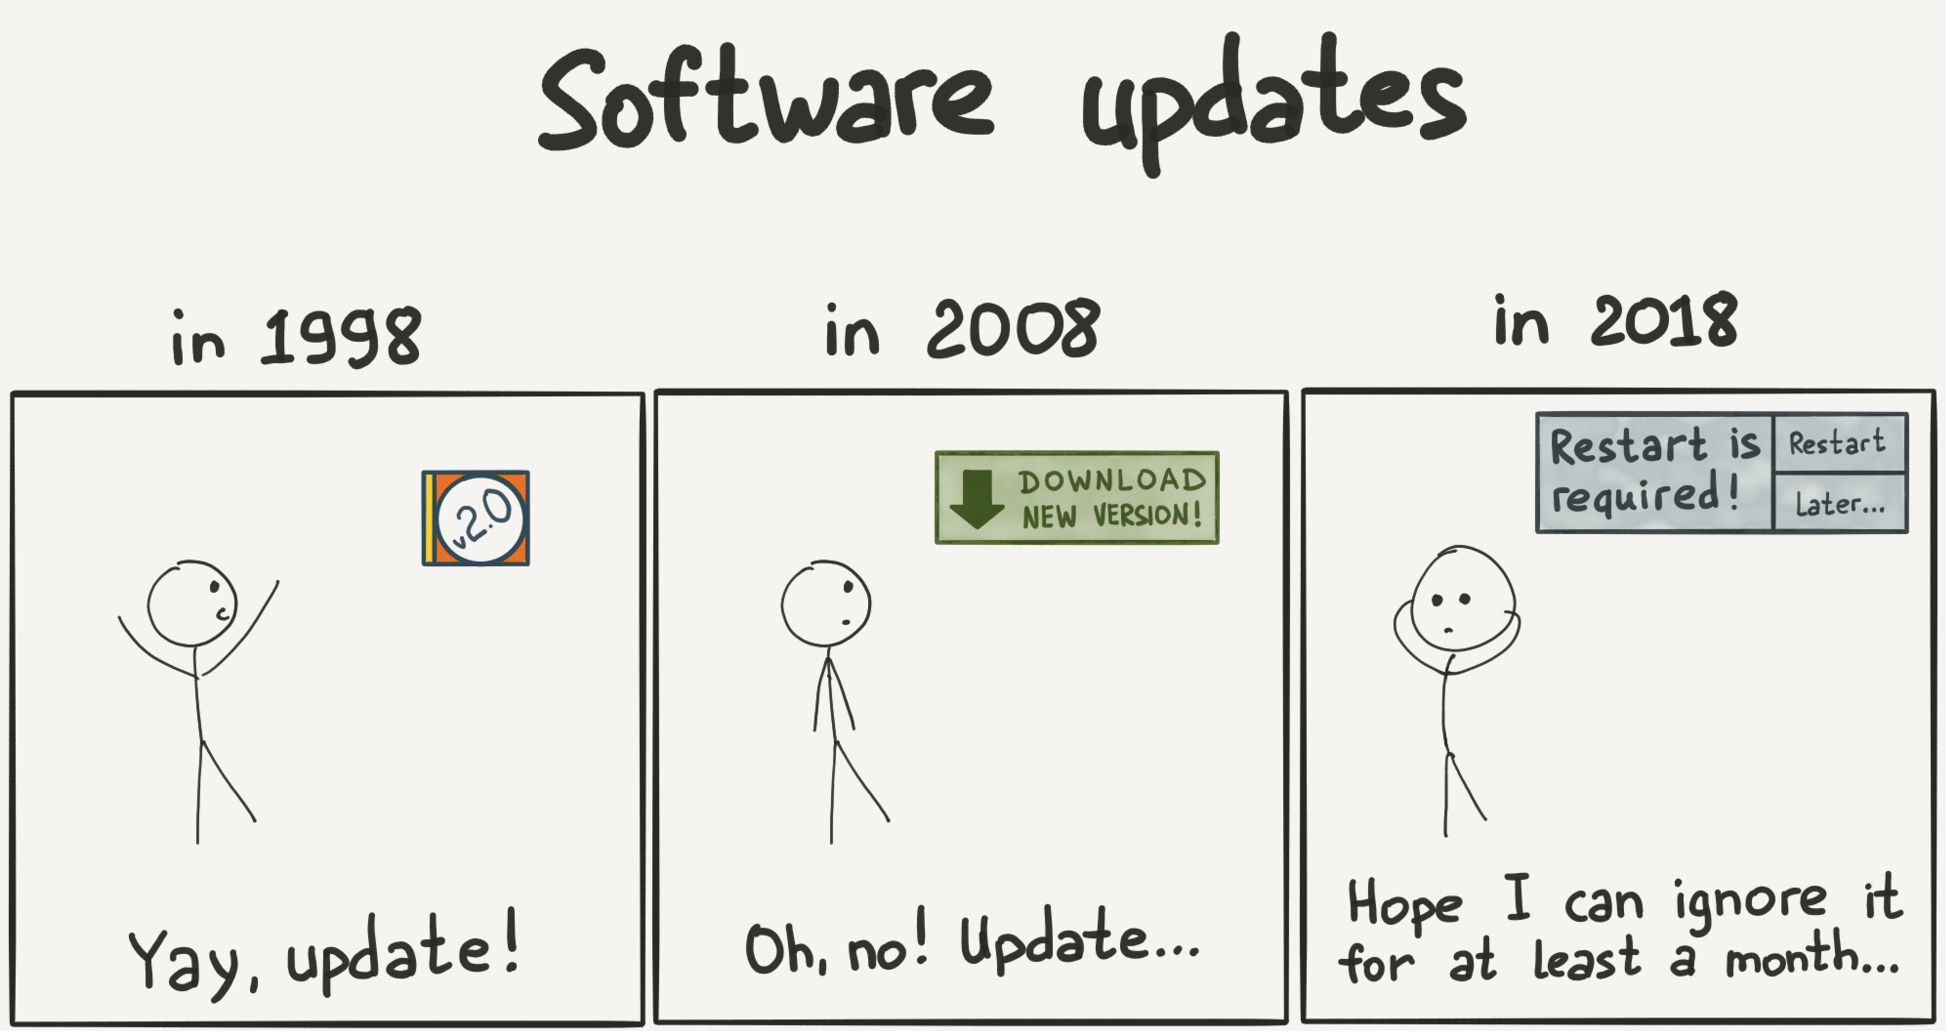 Software updates
in 1998
in 2008
in 2018
v2.0
Yay, update!
DOWNLOAD
NEW VERSION!
Oh, no! Update...
Restart is
required!
Restart
Later...
Hope I can ignore it
for at least a month...